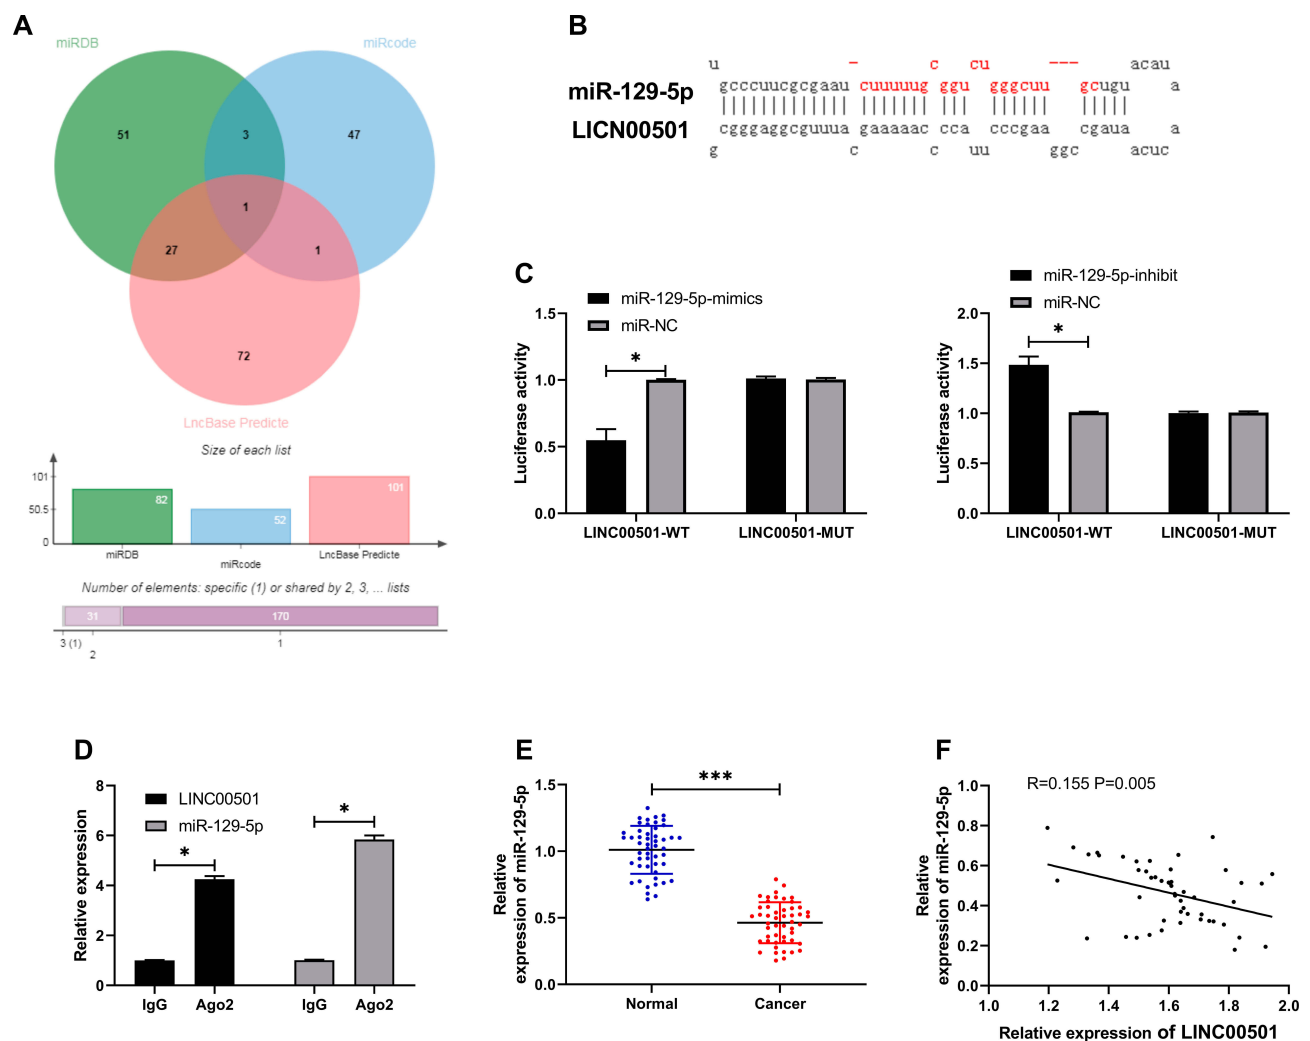 A
miRDB
miRcode
51
3
47
1
27
1
72
LncBase Predicte
Size of each list
101
50.5
0
82
52
101
miRDB
miRcode
LncBase Predicte
Number of elements: specific (1) or shared by 2, 3, ... lists
31
170
3 (1)
2
1
B
u - c cu --- acau
miR-129-5p gcccuucgcgaau cuuuuug ggu gggcuu gcugu a
LICN00501 cgggaggcguuua gaaaaac cca cccgaa cgaua a
g c c uu ggc acuc
C
miR-129-5p-mimics
miR-NC
Luciferase activity
1.5
1.0
0.5
0.0
*
LINC00501-WT
LINC00501-MUT
miR-129-5p-inhibit
miR-NC
Luciferase activity
2.0
1.5
1.0
0.5
0.0
*
LINC00501-WT
LINC00501-MUT
D
LINC00501
miR-129-5p
Relative expression
8
6
4
2
0
*
*
IgG
Ago2
IgG
Ago2
E
Relative
expression of miR-129-5p
1.5
1.0
0.5
0.0
***
Normal
Cancer
F
R=0.155 P=0.005
Relative
expression of miR-129-5p
1.0
0.8
0.6
0.4
0.2
0.0
1.0
1.2
1.4
1.6
1.8
2.0
Relative expression of LINC00501